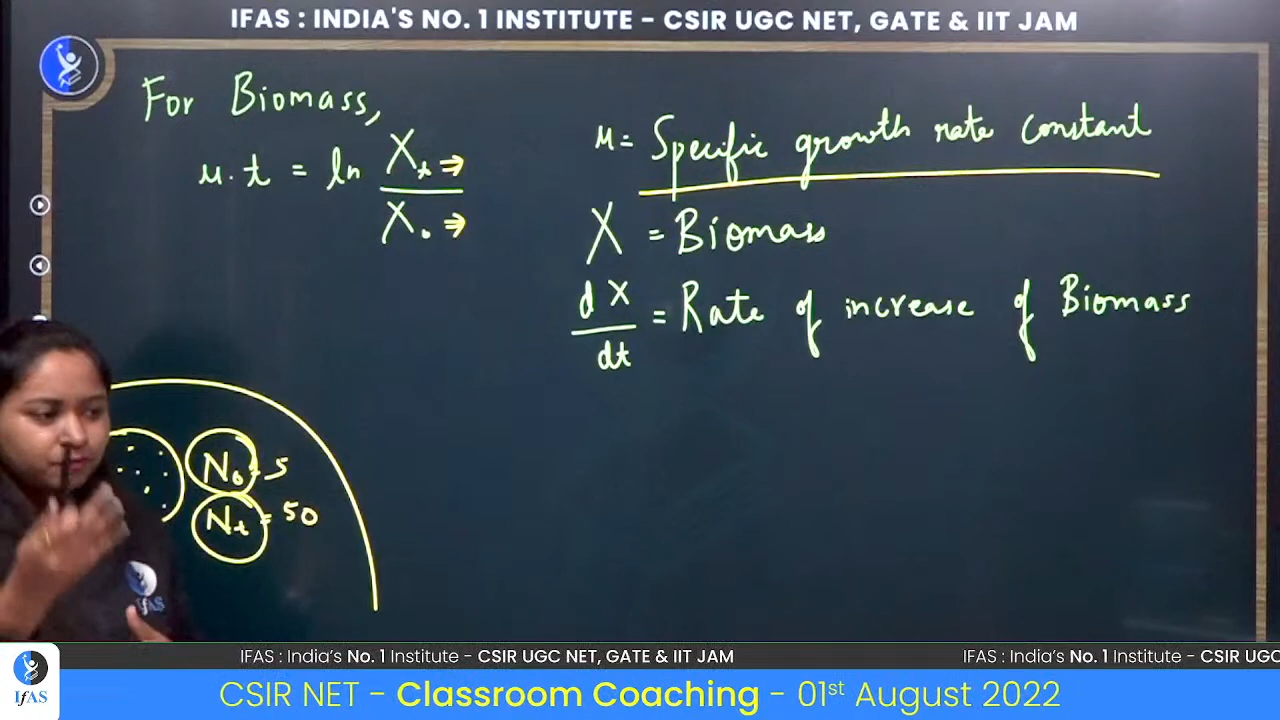 IFAS : INDIA'S NO. 1 INSTITUTE - CSIR UGC NET, GATE & IIT JAM
For Biomass,
μ.t = ln Xt ⇒
X₀ ⇒
μ = Specific growth rate constant
X = Biomass
dX/dt = Rate of increase of Biomass
N₀ = 5
Nt = 50
IFAS
IFAS
IFAS : India's No. 1 Institute - CSIR UGC NET, GATE & IIT JAM
IFAS : India's No. 1 Institute - CSIR UGC
CSIR NET - Classroom Coaching - 01st August 2022